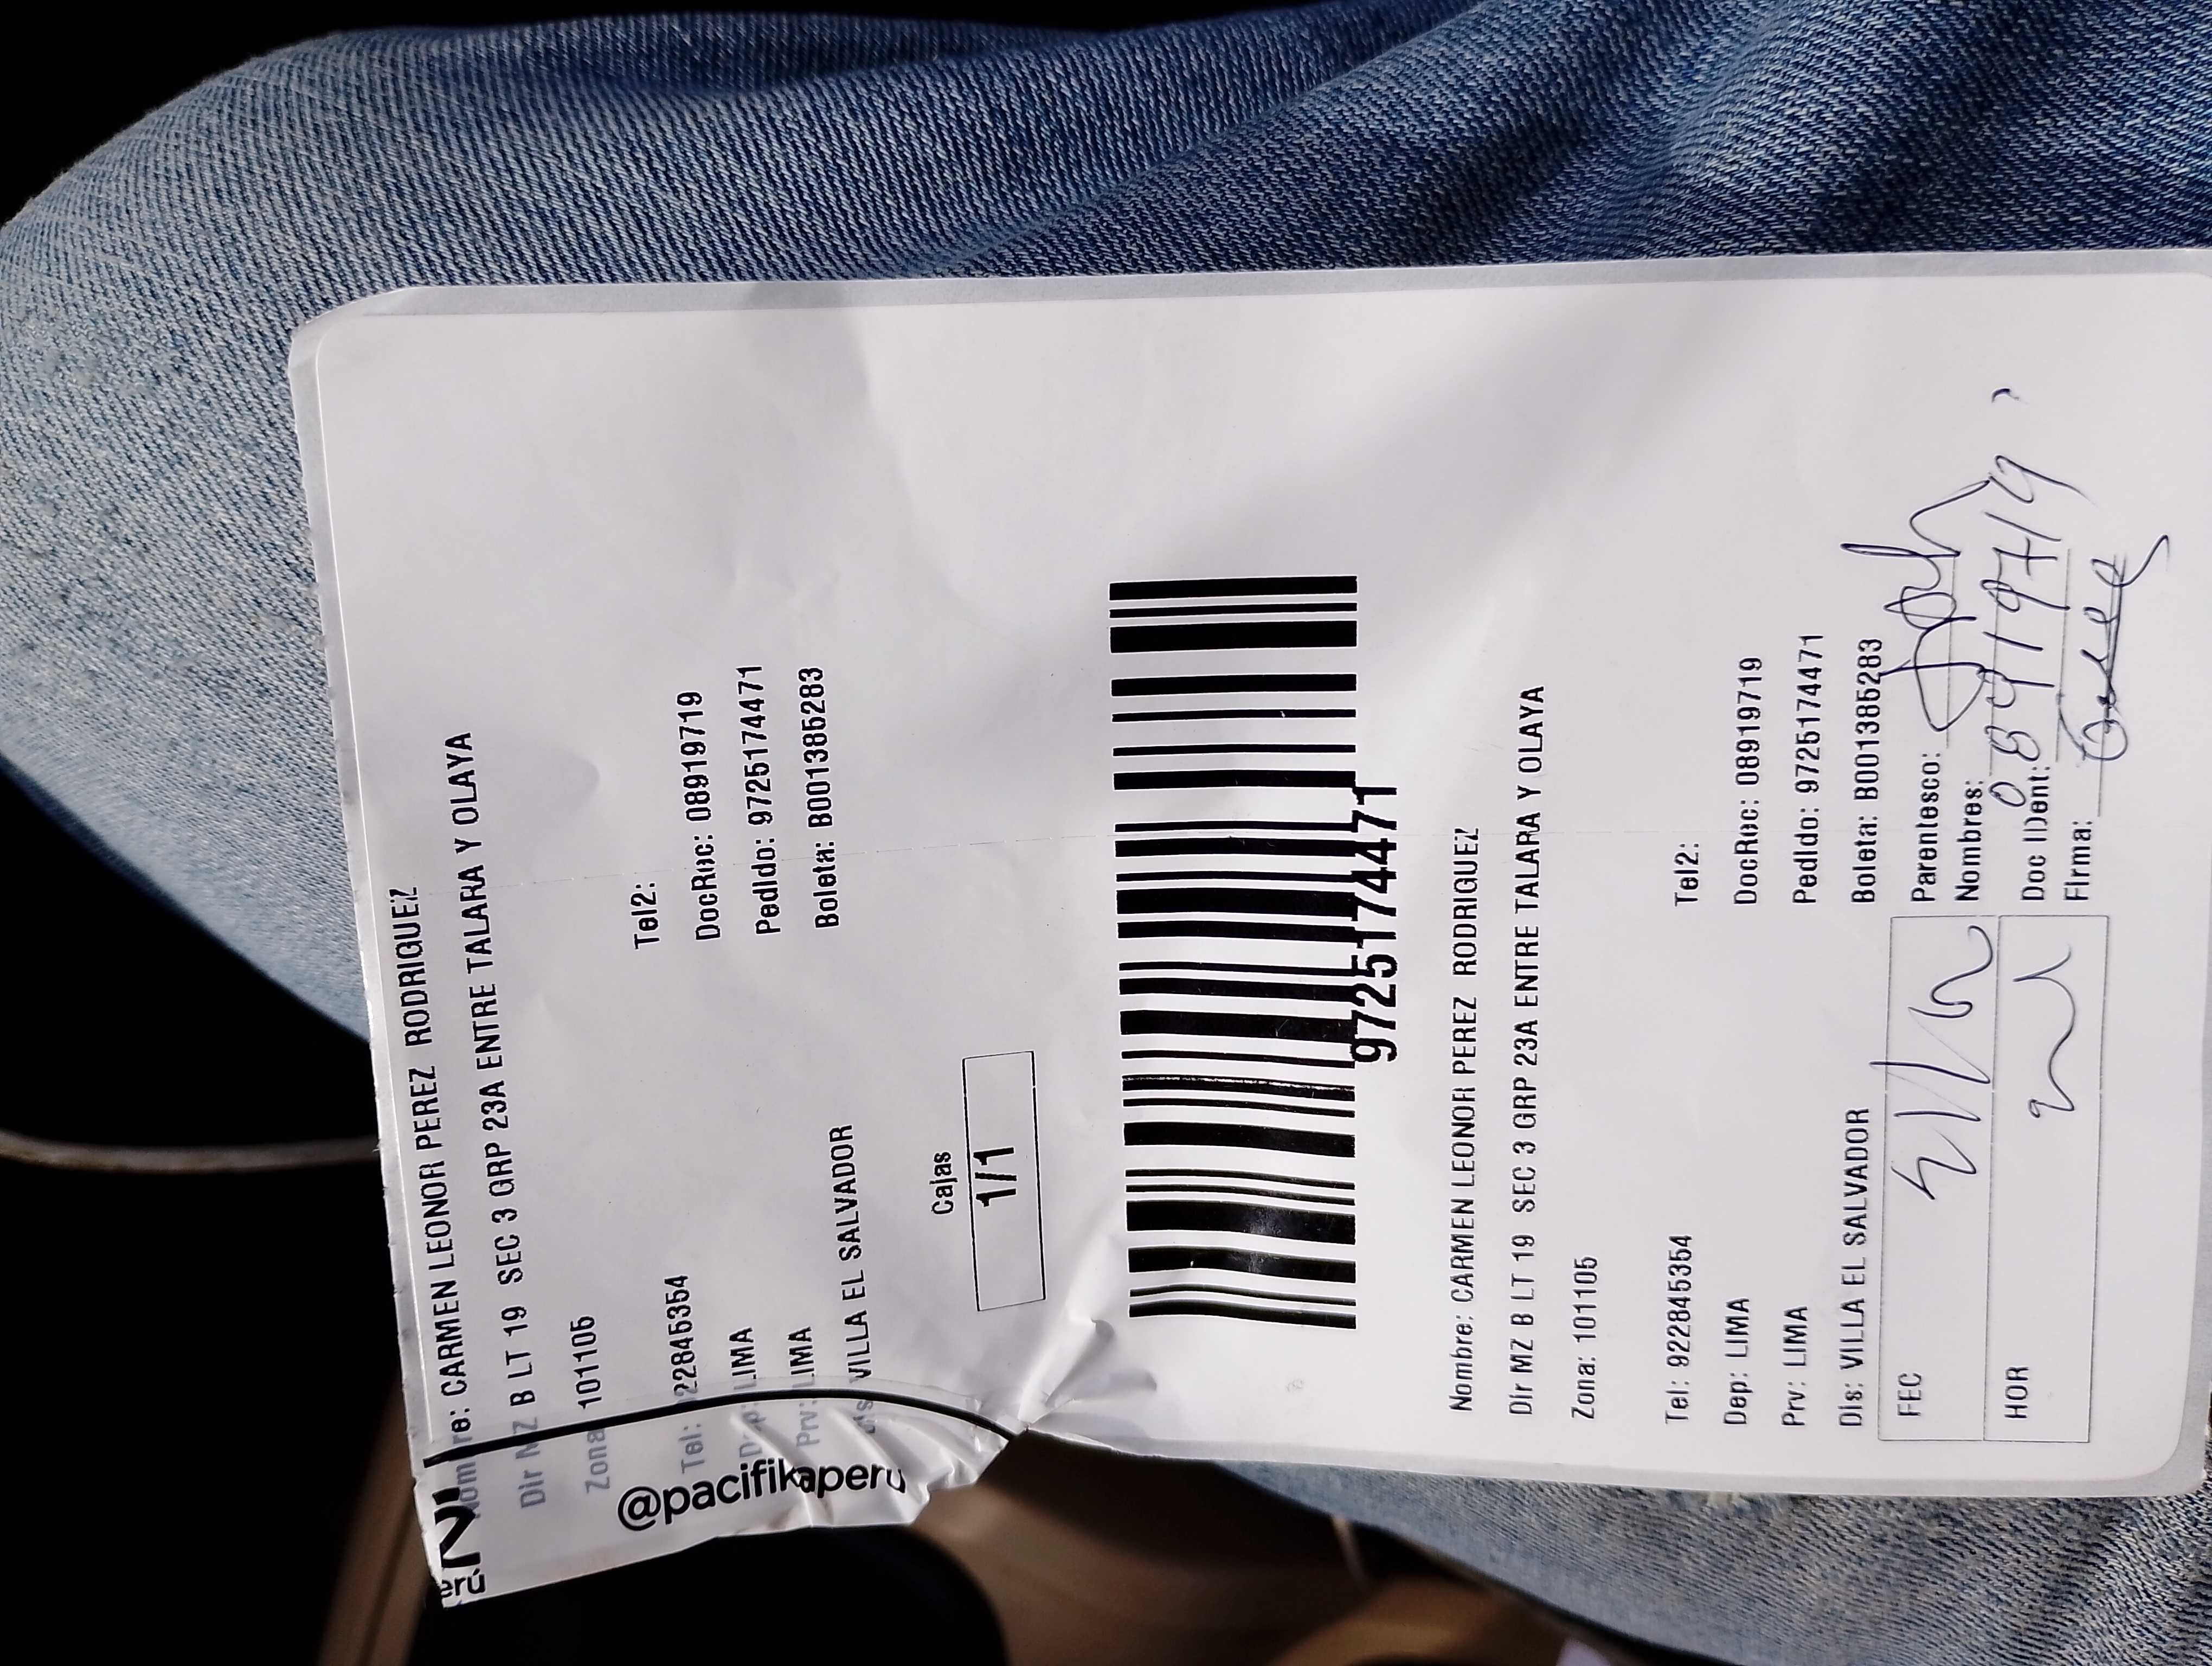 re: CARMEN LEONOR PEREZ RODRIGUEZ
Dir MZ B LT 19 SEC 3 GRP 23A ENTRE TALARA Y OLAYA
Zona 101105
Tel: 22845354 Tel2:
Dep: LIMA DocRuc: 08919719
Prv: LIMA Pedido: 9725174471
VILLA EL SALVADOR Boleta: B001385283
@pacifikaperu
Cajas
1/1
9725174471
Nombre: CARMEN LEONOR PEREZ RODRIGUEZ
Dir MZ B LT 19 SEC 3 GRP 23A ENTRE TALARA Y OLAYA
Zona: 101105
Tel: 922845354 Tel2:
Dep: LIMA DocRuc: 08919719
Prv: LIMA Pedido: 9725174471
Dis: VILLA EL SALVADOR Boleta: B001385283
FEC Parentesco:
Nombres:
HOR Doc IDent:
Firma: